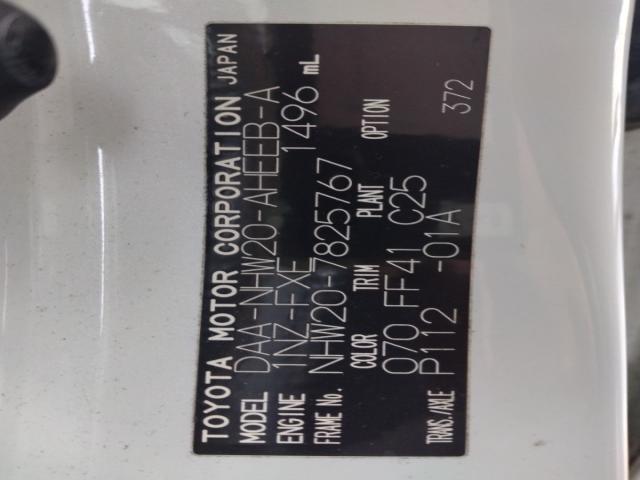 TOYOTA MOTOR CORPORATION JAPAN
MODEL DAA-NHW20-AHEEB-A
ENGINE 1NZ-FXE 1496 mL
FRAME No. NHW20-7825767
COLOR TRIM PLANT OPTION
070 FF41 C25 372
TRANS./AXLE P112 -01A